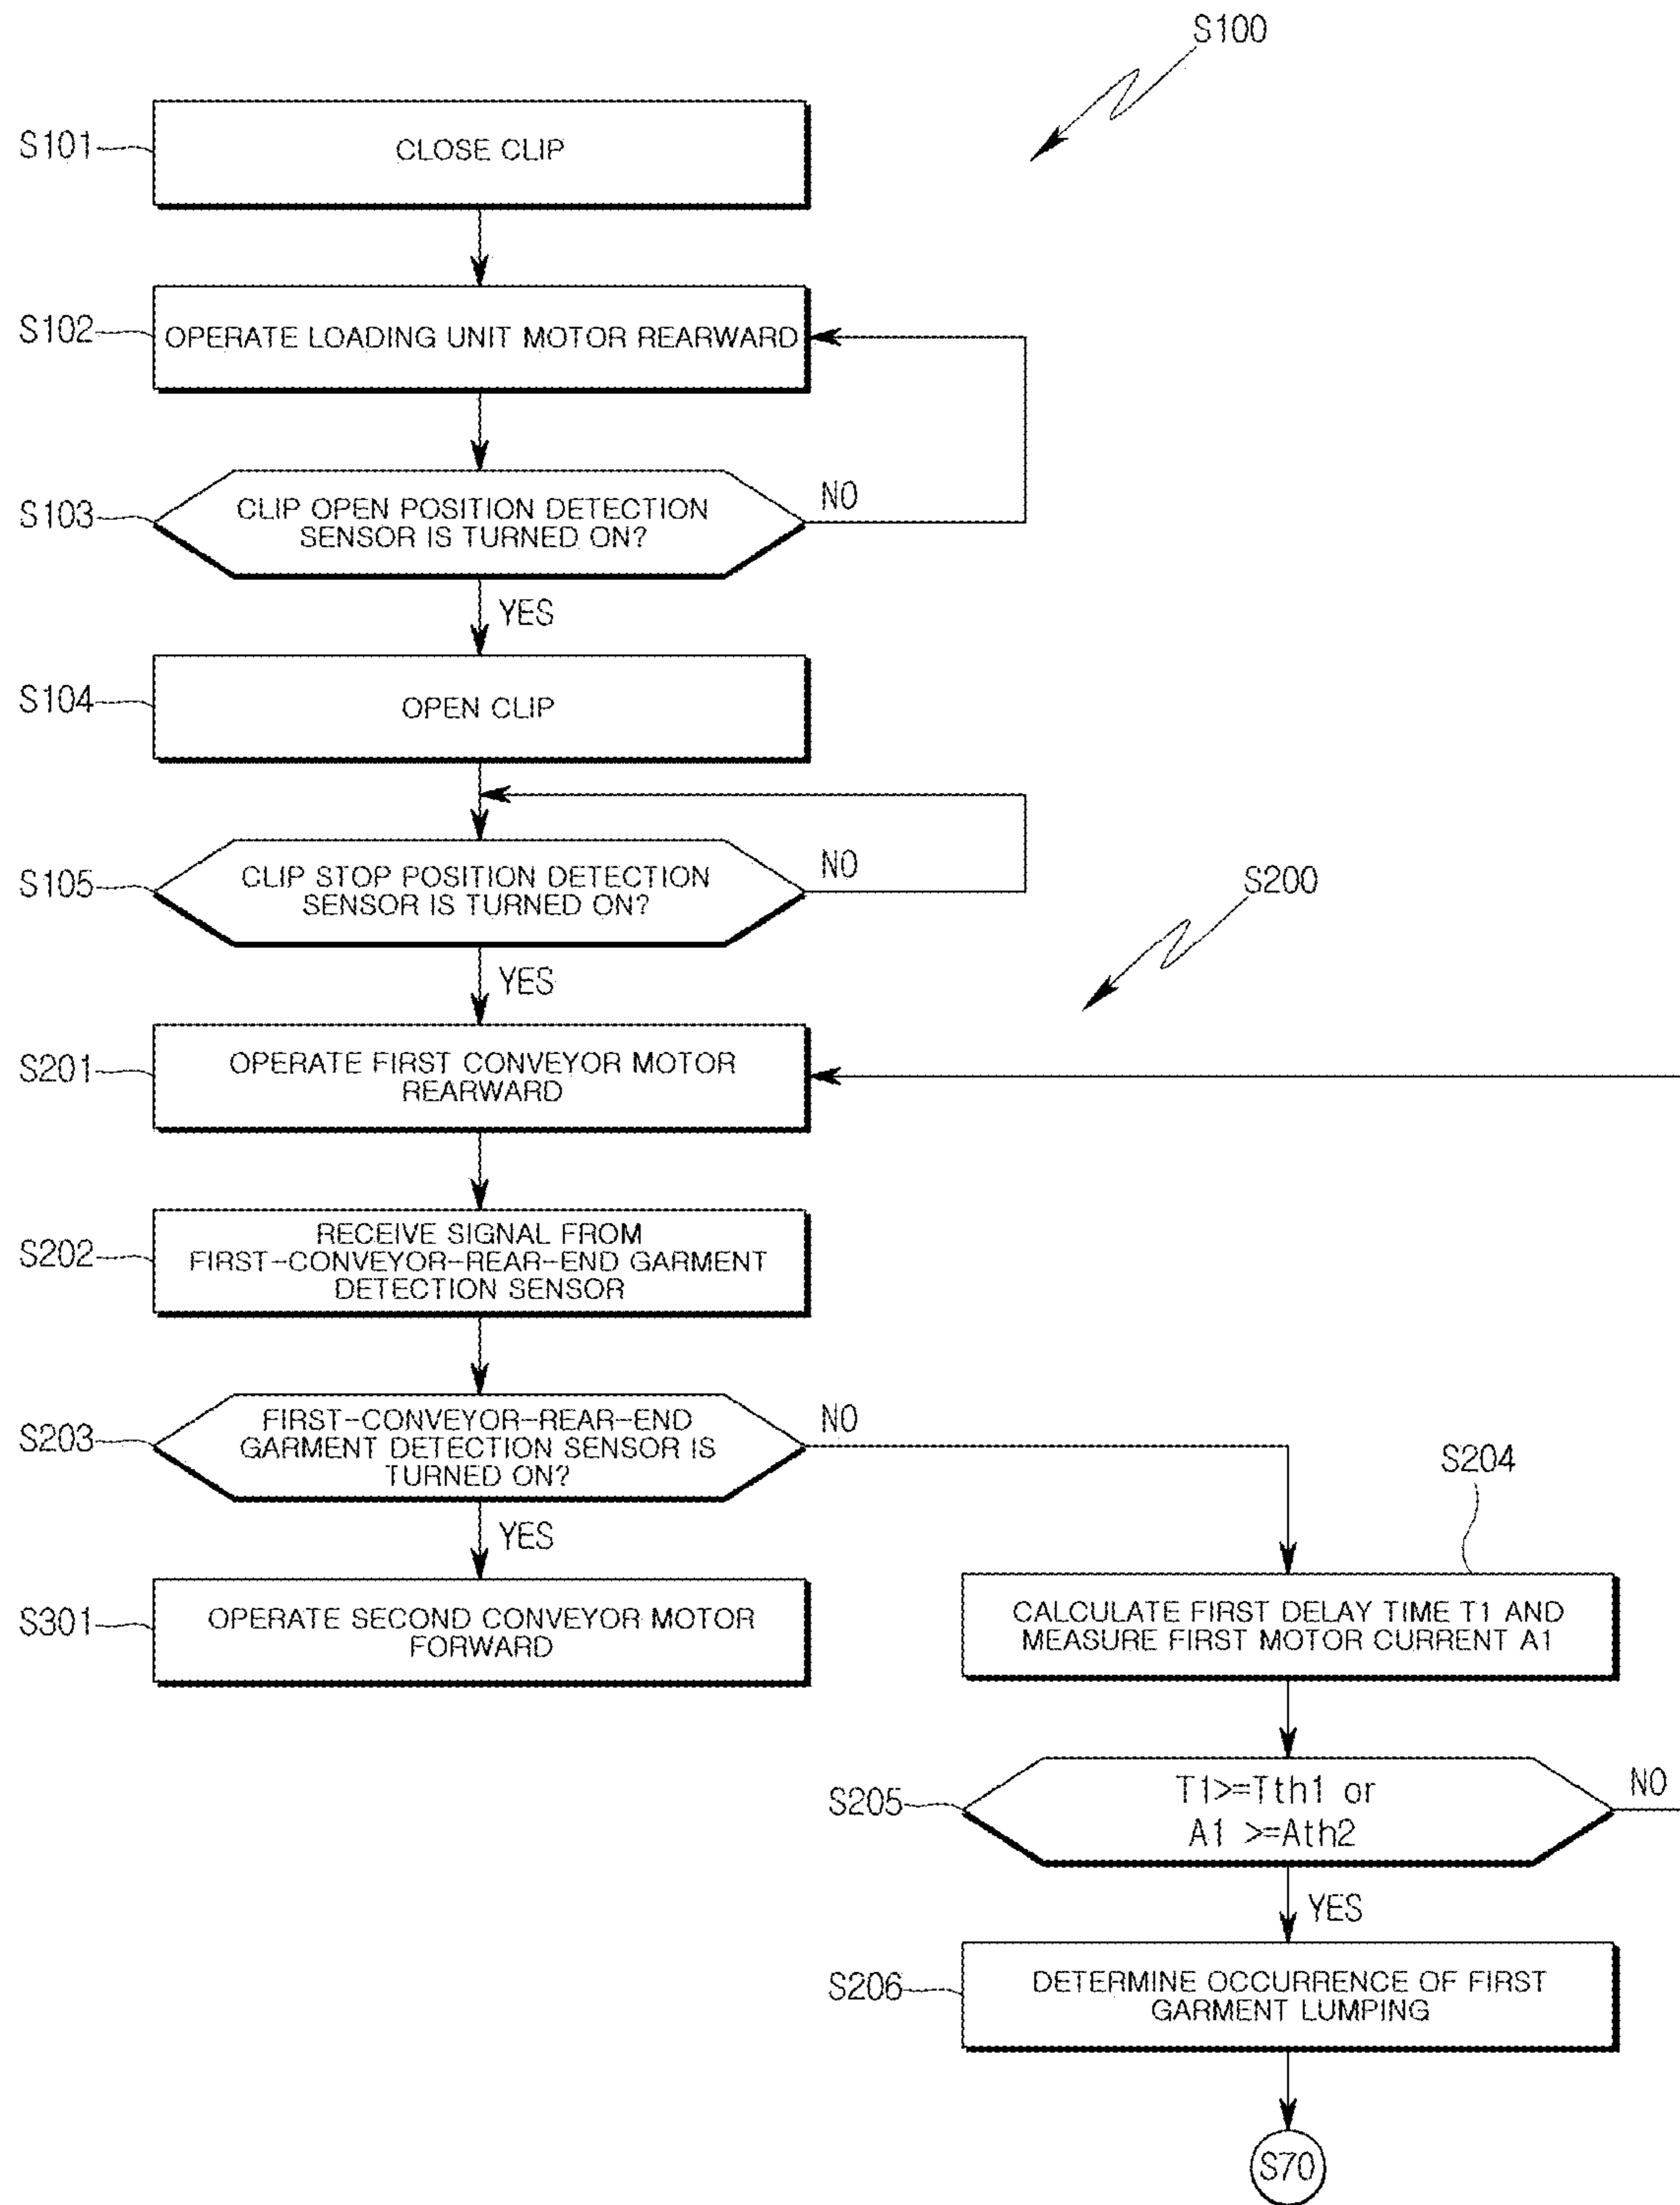 S100
S101
CLOSE CLIP
S102
OPERATE LOADING UNIT MOTOR REARWARD
S103
CLIP OPEN POSITION DETECTION
SENSOR IS TURNED ON?
NO
YES
S104
OPEN CLIP
S105
CLIP STOP POSITION DETECTION
SENSOR IS TURNED ON?
NO
S200
YES
S201
OPERATE FIRST CONVEYOR MOTOR
REARWARD
S202
RECEIVE SIGNAL FROM
FIRST-CONVEYOR-REAR-END GARMENT
DETECTION SENSOR
S203
FIRST-CONVEYOR-REAR-END
GARMENT DETECTION SENSOR IS
TURNED ON?
NO
YES
S301
OPERATE SECOND CONVEYOR MOTOR
FORWARD
S204
CALCULATE FIRST DELAY TIME T1 AND
MEASURE FIRST MOTOR CURRENT A1
S205
T1>=Tth1 or
A1 >=Ath2
NO
YES
S206
DETERMINE OCCURRENCE OF FIRST
GARMENT LUMPING
S70